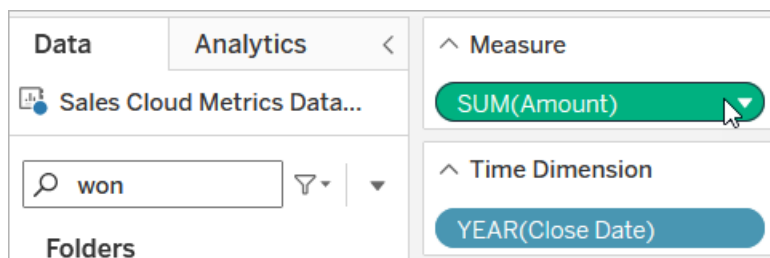 Data
Analytics
Sales Cloud Metrics Data...
won
Folders
Measure
SUM(Amount)
Time Dimension
YEAR(Close Date)